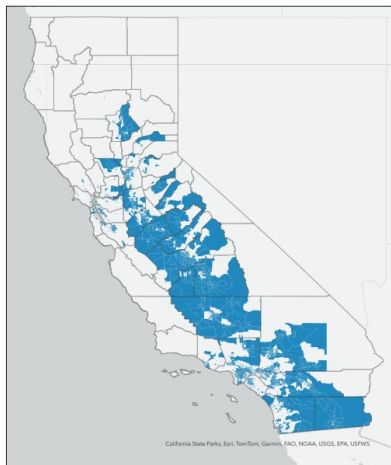 California State Parks, Esri, TomTom, Garmin, FAO, NOAA, USGS, EPA, USFWS